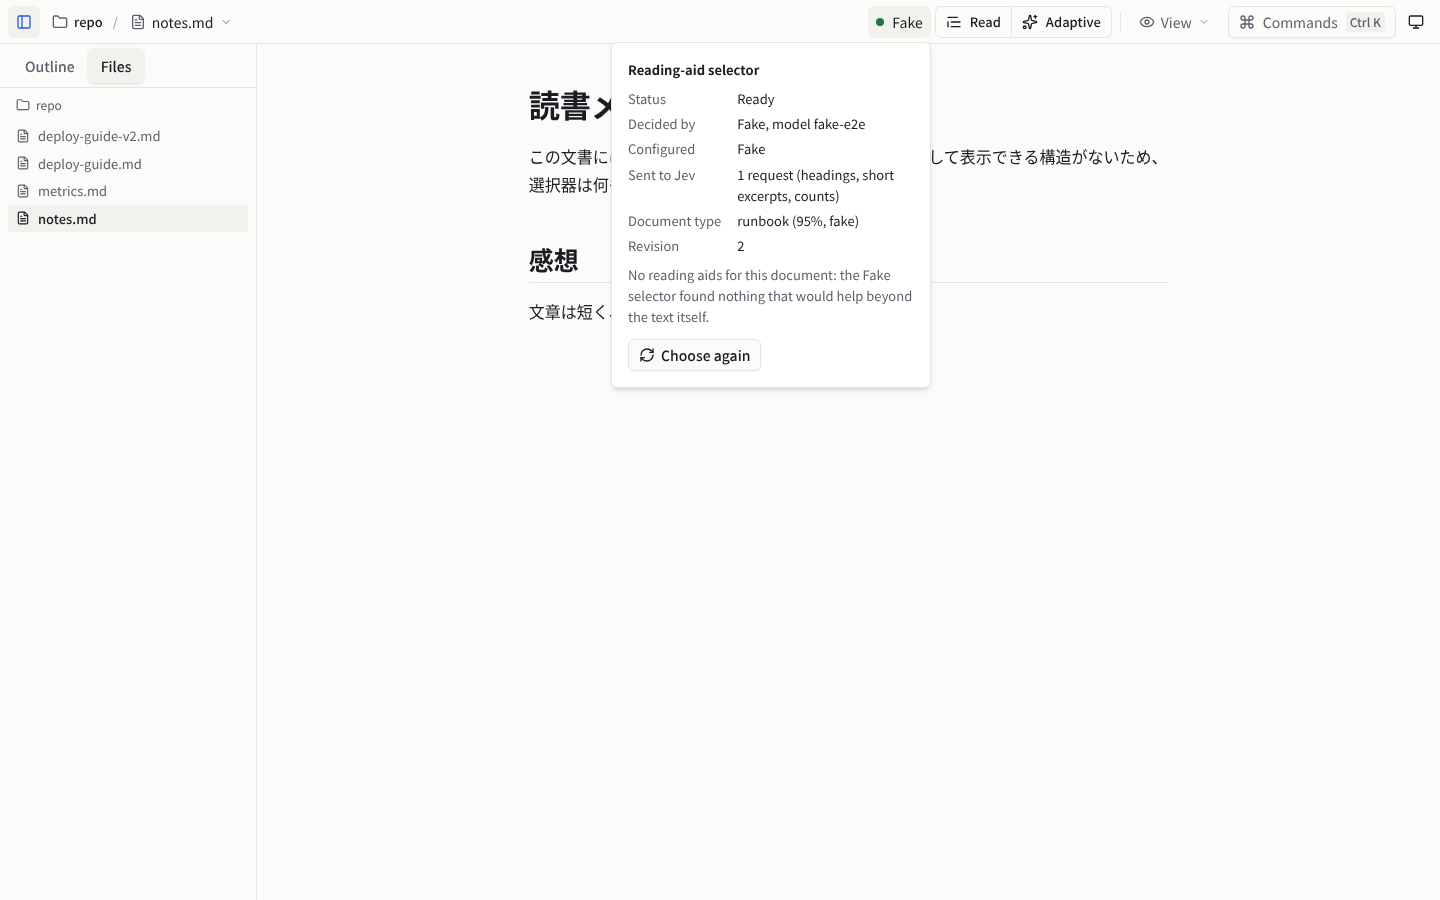 repo / notes.md
Fake
Read
Adaptive
View
Commands Ctrl K
Outline
Files
repo
deploy-guide-v2.md
deploy-guide.md
metrics.md
notes.md
読書
この文書に
して表示できる構造がないため、
選択器は何
感想
文章は短く
Reading-aid selector
Status Ready
Decided by Fake, model fake-e2e
Configured Fake
Sent to Jev 1 request (headings, short
excerpts, counts)
Document type runbook (95%, fake)
Revision 2
No reading aids for this document: the Fake
selector found nothing that would help beyond
the text itself.
Choose again